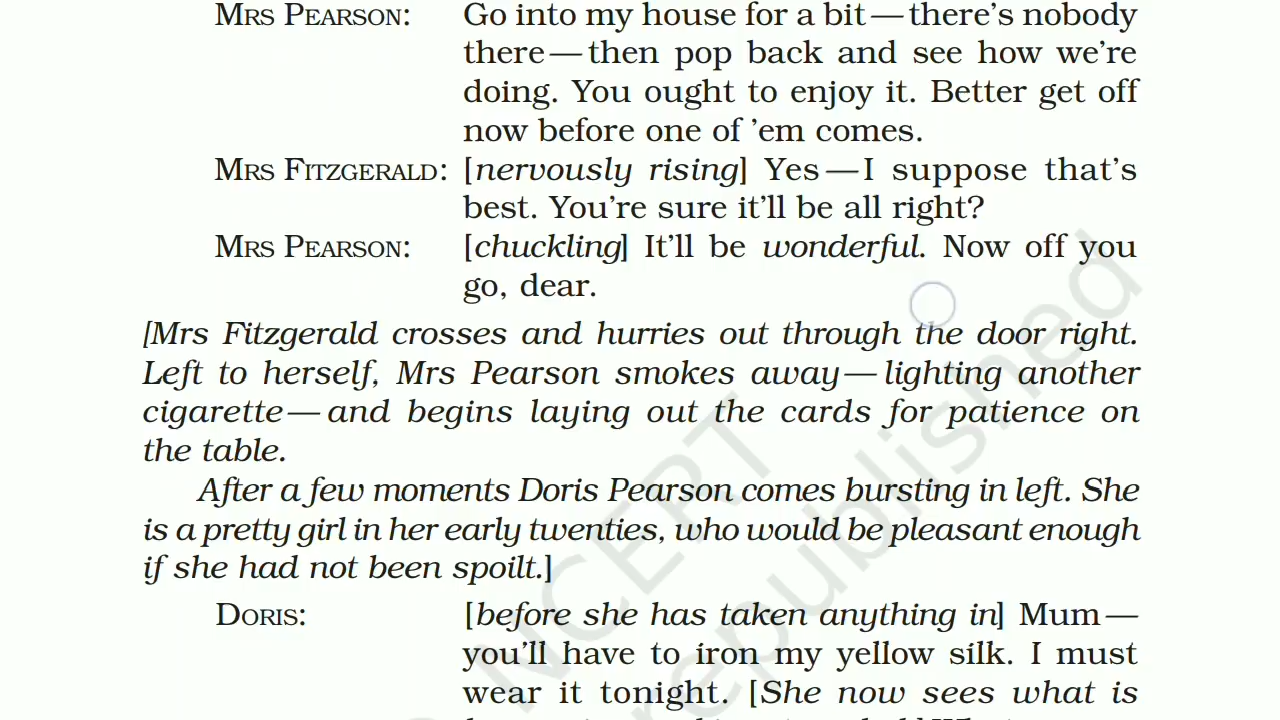 Mrs Pearson: Go into my house for a bit — there's nobody
there — then pop back and see how we're
doing. You ought to enjoy it. Better get off
now before one of 'em comes.
Mrs Fitzgerald: [nervously rising] Yes — I suppose that's
best. You're sure it'll be all right?
Mrs Pearson: [chuckling] It'll be wonderful. Now off you
go, dear.
[Mrs Fitzgerald crosses and hurries out through the door right.
Left to herself, Mrs Pearson smokes away — lighting another
cigarette — and begins laying out the cards for patience on
the table.
After a few moments Doris Pearson comes bursting in left. She
is a pretty girl in her early twenties, who would be pleasant enough
if she had not been spoilt.]
Doris: [before she has taken anything in] Mum —
you'll have to iron my yellow silk. I must
wear it tonight. [She now sees what is
NCERT
republished